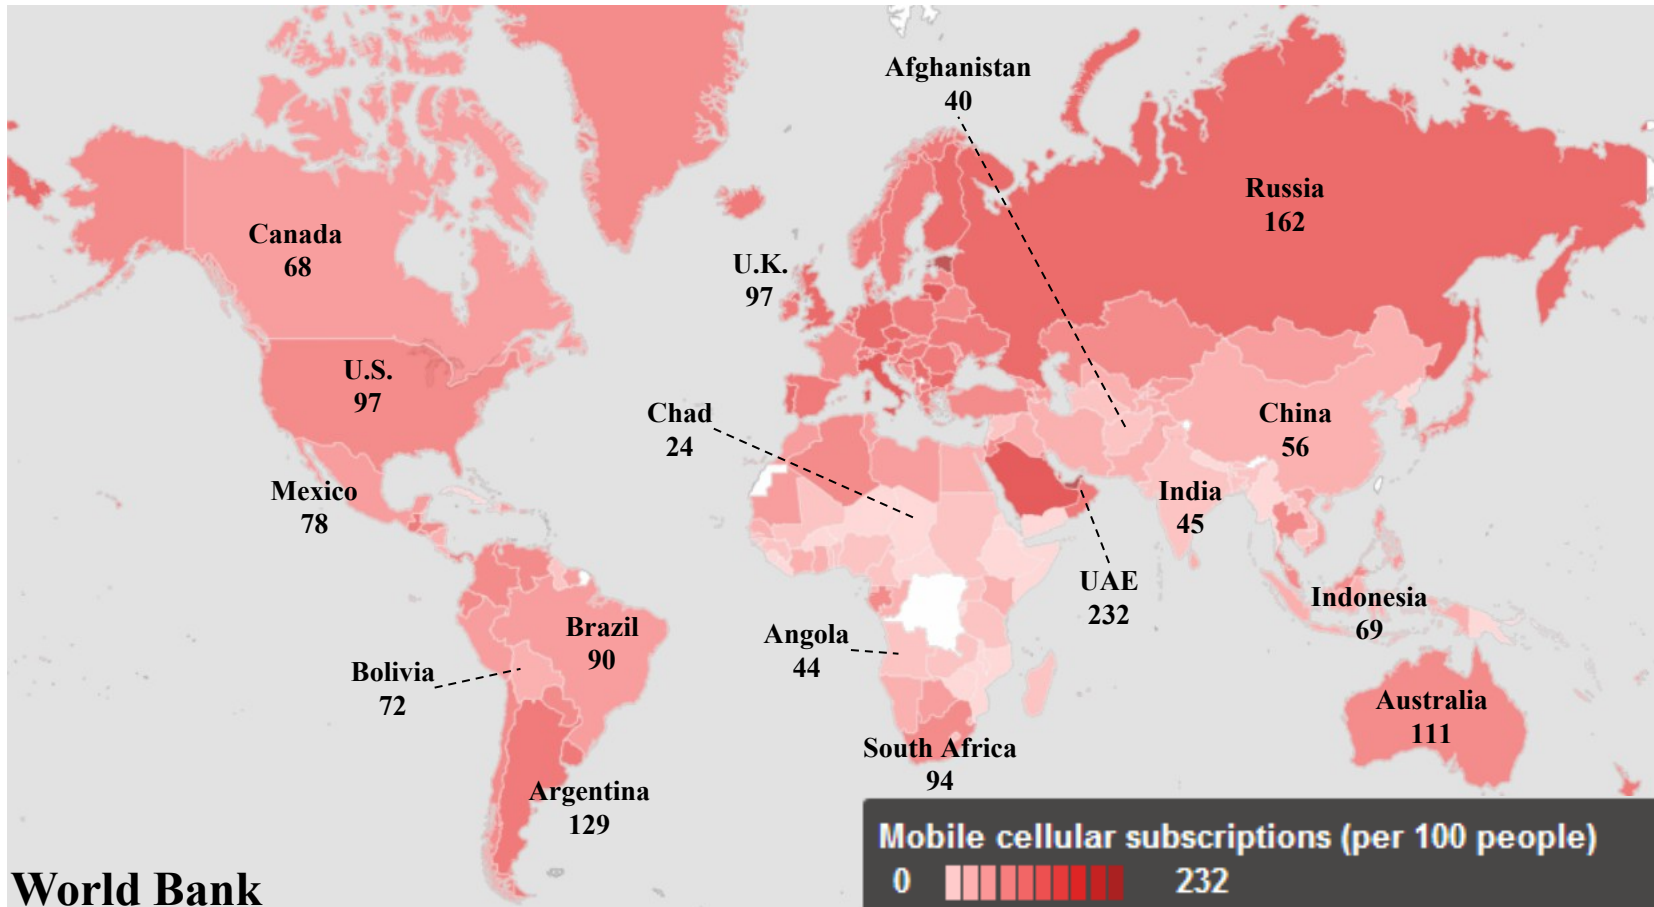 Afghanistan
40
Russia
162
Canada
68
U.K.
97
U.S.
97
Chad
24
China
56
Mexico
78
India
45
UAE
232
Indonesia
69
Brazil
90
Angola
44
Bolivia
72
Australia
111
South Africa
94
Argentina
129
Mobile cellular subscriptions (per 100 people)
0 232
World Bank